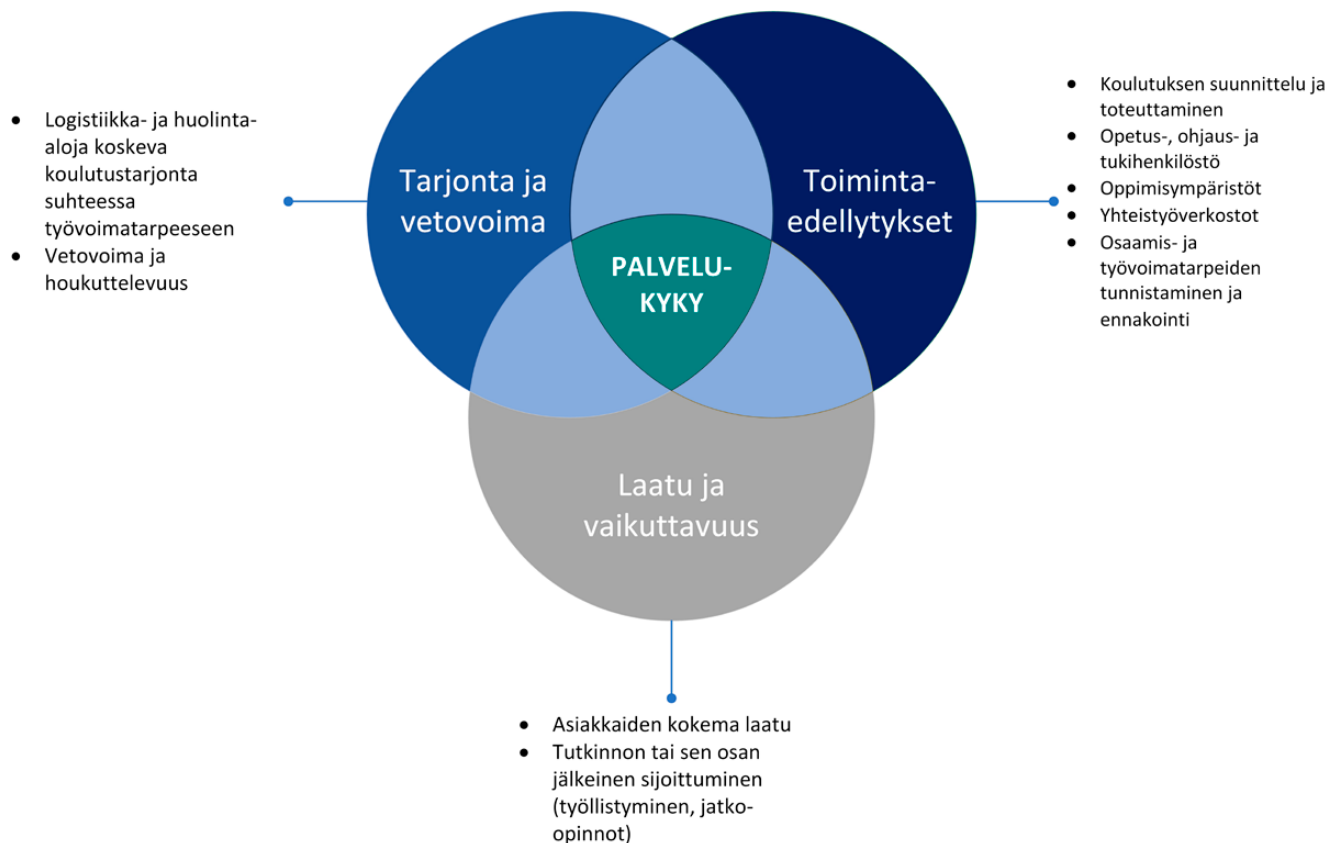 • Logistiikka- ja huolinta-
aloja koskeva
koulutustarjonta
suhteessa
työvoimatarpeeseen
• Vetovoima ja
houkuttelevuus
Tarjonta ja
vetovoima
Toiminta-
edellytykset
PALVELU-
KYKY
Laatu ja
vaikuttavuus
• Koulutuksen suunnittelu ja
toteuttaminen
• Opetus-, ohjaus- ja
tukihenkilöstö
• Oppimisympäristöt
• Yhteistyöverkostot
• Osaamis- ja
työvoimatarpeiden
tunnistaminen ja
ennakointi
• Asiakkaiden kokema laatu
• Tutkinnon tai sen osan
jälkeinen sijoittuminen
(työllistyminen, jatko-
opinnot)